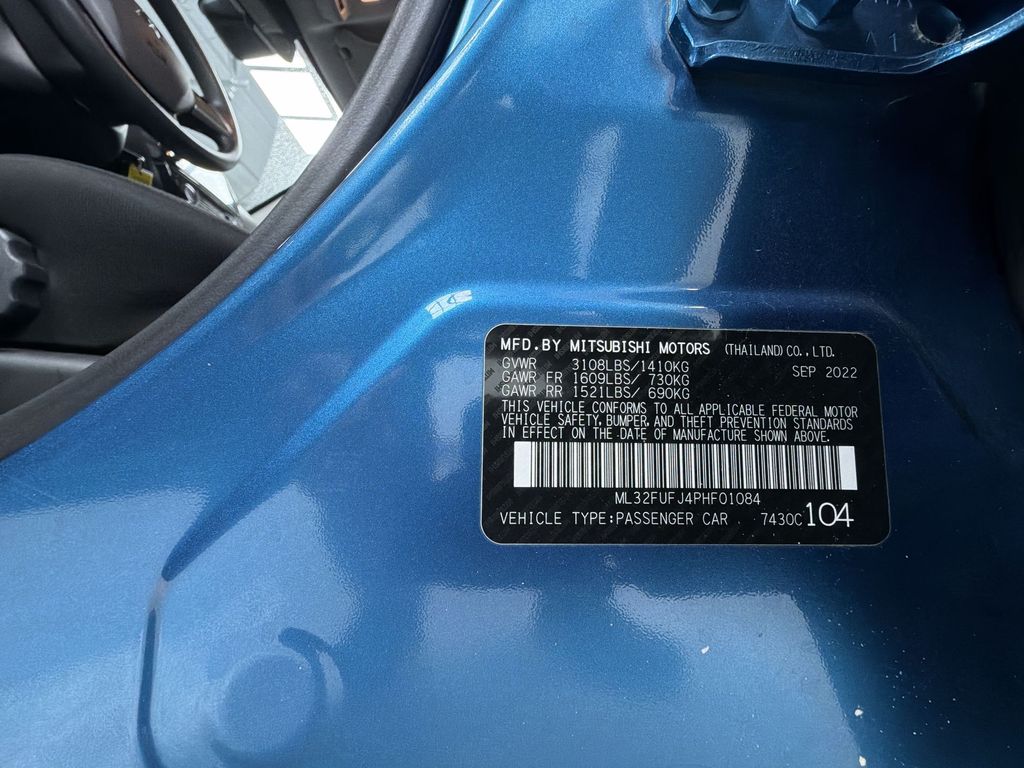 A1
MFD.BY MITSUBISHI MOTORS (THAILAND)CO.,LTD.
GVWR 3108LBS/1410KG SEP 2022
GAWR FR 1609LBS/ 730KG
GAWR RR 1521LBS/ 690KG
THIS VEHICLE CONFORMS TO ALL APPLICABLE FEDERAL MOTOR
VEHICLE SAFETY, BUMPER, AND THEFT PREVENTION STANDARDS
IN EFFECT ON THE DATE OF MANUFACTURE SHOWN ABOVE.
ML32FUFJ4PHF01084
VEHICLE TYPE:PASSENGER CAR 7430C 104